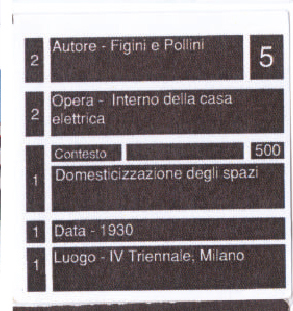 2 Autore - Figini e Pollini 5
2 Opera - Interno della casa
elettrica
Contesto 500
1 Domesticizzazione degli spazi
1 Data - 1930
1 Luogo - IV Triennale, Milano